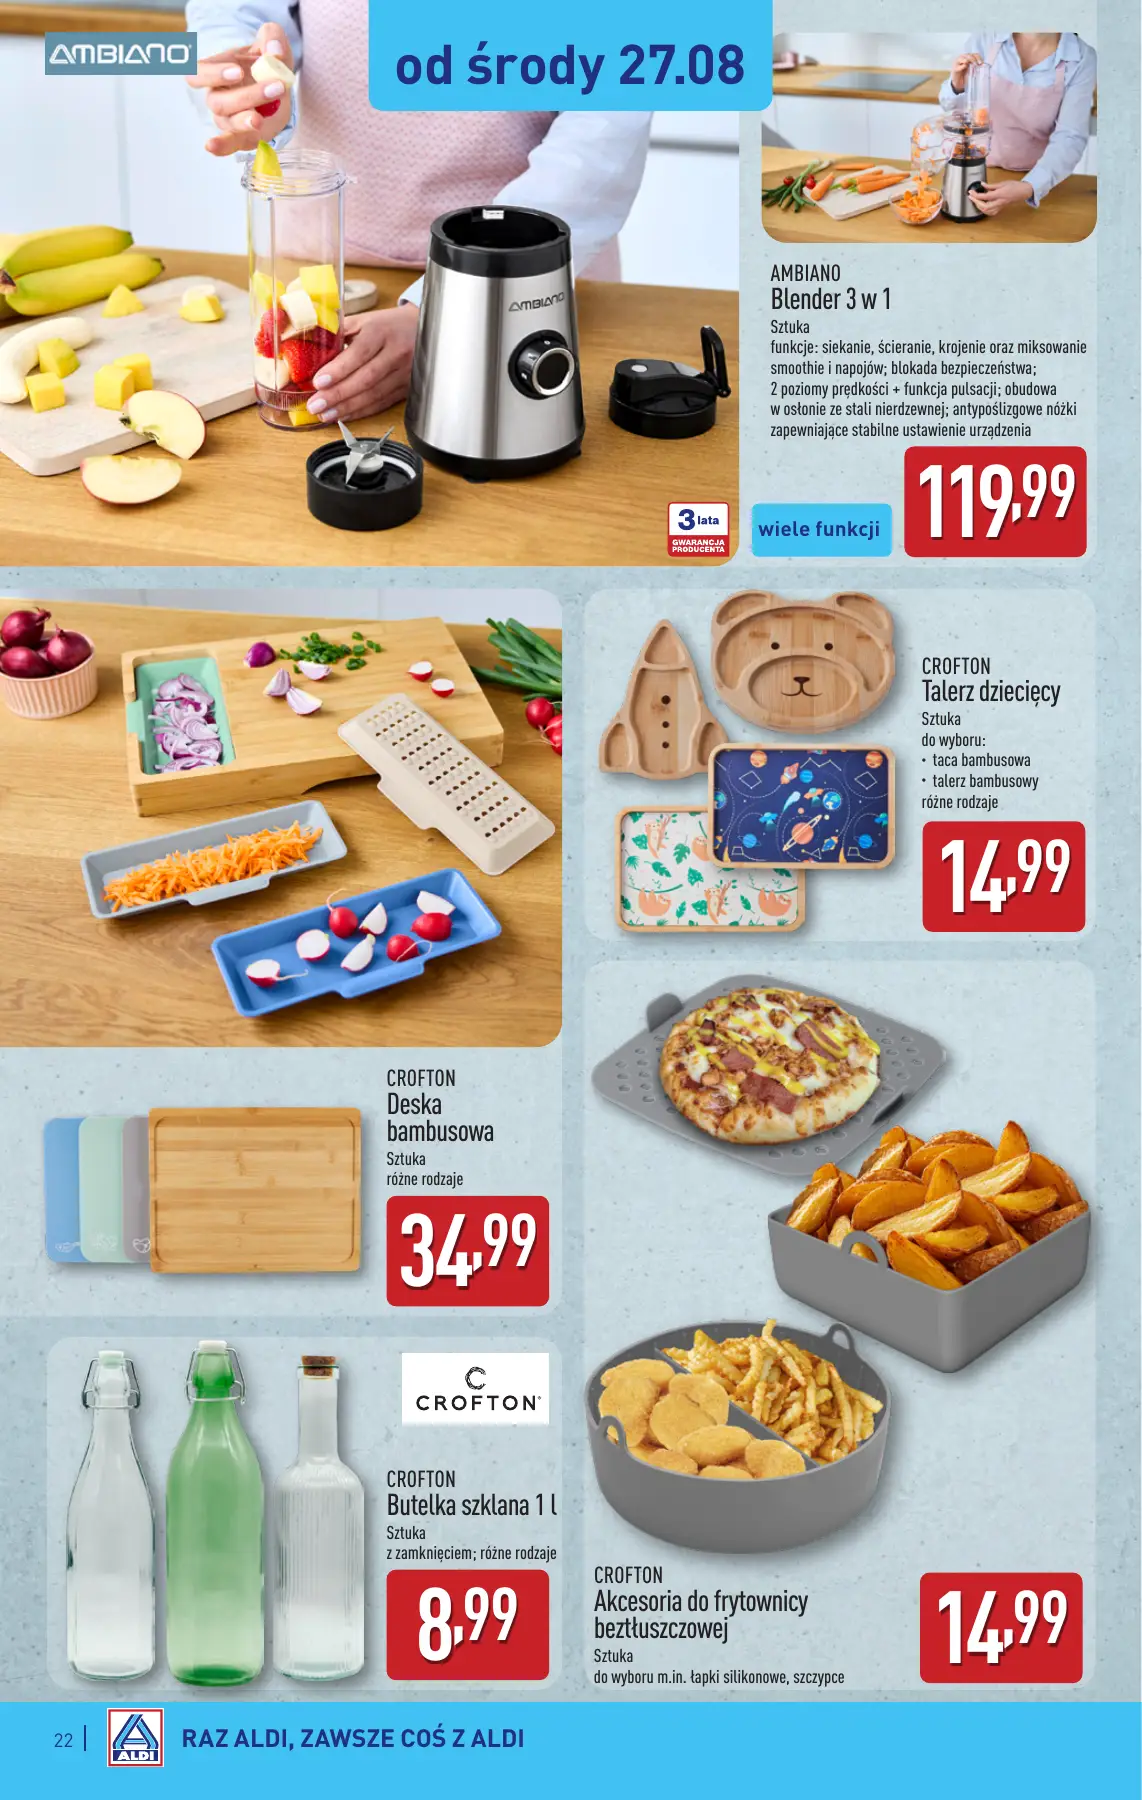 AMBIANO
od środy 27.08
AMBIANO
AMBIANO
Blender 3 w 1
Sztuka
funkcje: siekanie, ścieranie, krojenie oraz miksowanie
smoothie i napojów; blokada bezpieczeństwa;
2 poziomy prędkości + funkcja pulsacji; obudowa
w osłonie ze stali nierdzewnej; antypoślizgowe nóżki
zapewniające stabilne ustawienie urządzenia
3 lata
GWARANCJA
PRODUCENTA
wiele funkcji
119,99
CROFTON
Talerz dziecięcy
Sztuka
do wyboru:
• taca bambusowa
• talerz bambusowy
różne rodzaje
14,99
CROFTON
Deska
bambusowa
Sztuka
różne rodzaje
34,99
CROFTON
CROFTON
Butelka szklana 1 l
Sztuka
z zamknięciem; różne rodzaje
8,99
CROFTON
Akcesoria do frytownicy
beztłuszczowej
Sztuka
do wyboru m.in. łapki silikonowe, szczypce
14,99
22
ALDI
RAZ ALDI, ZAWSZE COŚ Z ALDI